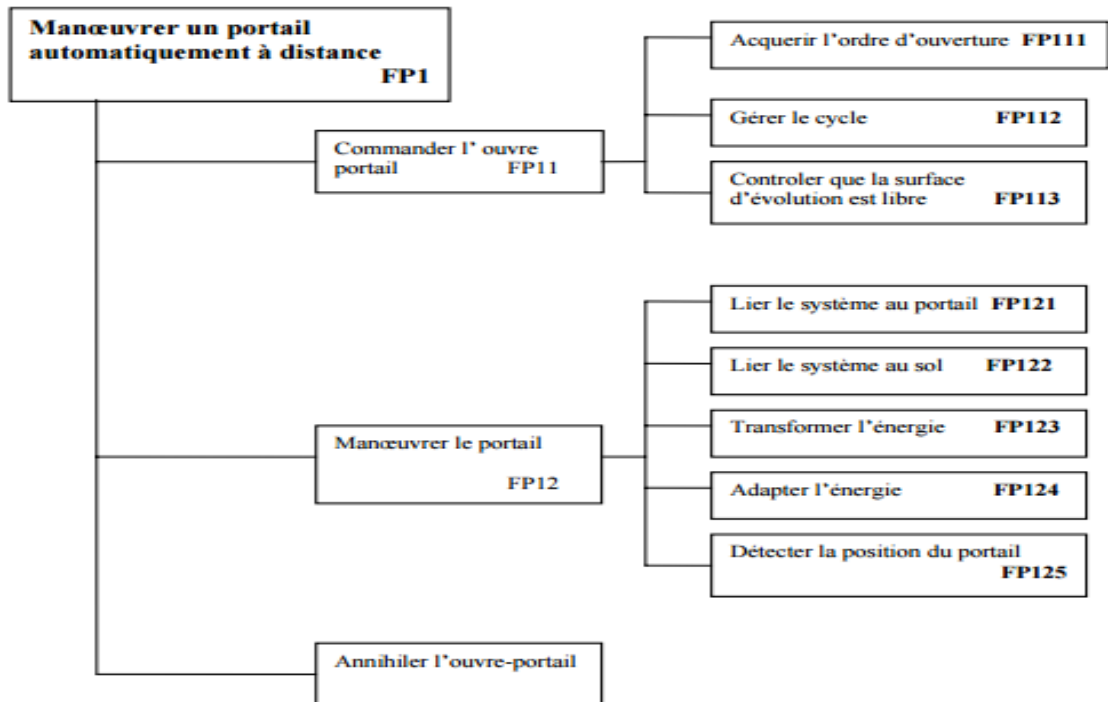 Manœuvrer un portail
automatiquement à distance
FP1
Acquerir l'ordre d'ouverture FP111
Gérer le cycle FP112
Commander l' ouvre
portail FP11
Controler que la surface
d'évolution est libre FP113
Lier le système au portail FP121
Lier le système au sol FP122
Transformer l'énergie FP123
Manœuvrer le portail
FP12
Adapter l'énergie FP124
Détecter la position du portail
FP125
Annihiler l'ouvre-portail